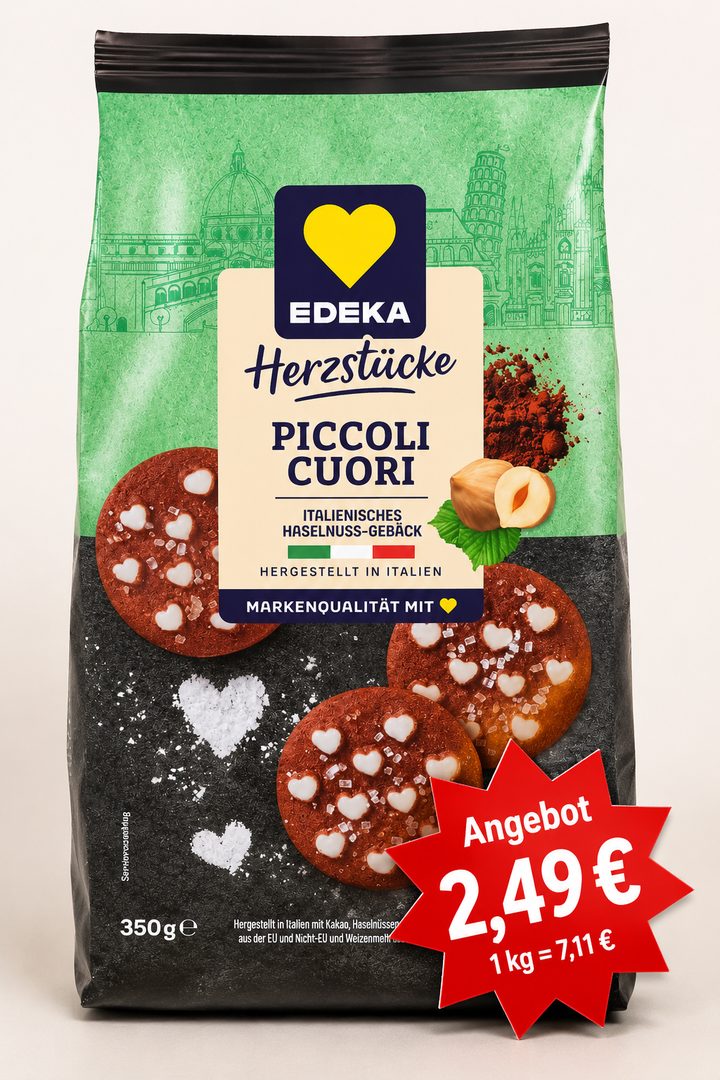 EDEKA
Herzstücke
PICCOLI
CUORI
ITALIENISCHES
HASELNUSS-GEBÄCK
HERGESTELLT IN ITALIEN
MARKENQUALITÄT MIT
350g e
Hergestellt in Italien mit Kakao, Haselnüssen
aus der EU und Nicht-EU und Weizenmehl
Angebot
2,49 €
1 kg = 7,11 €